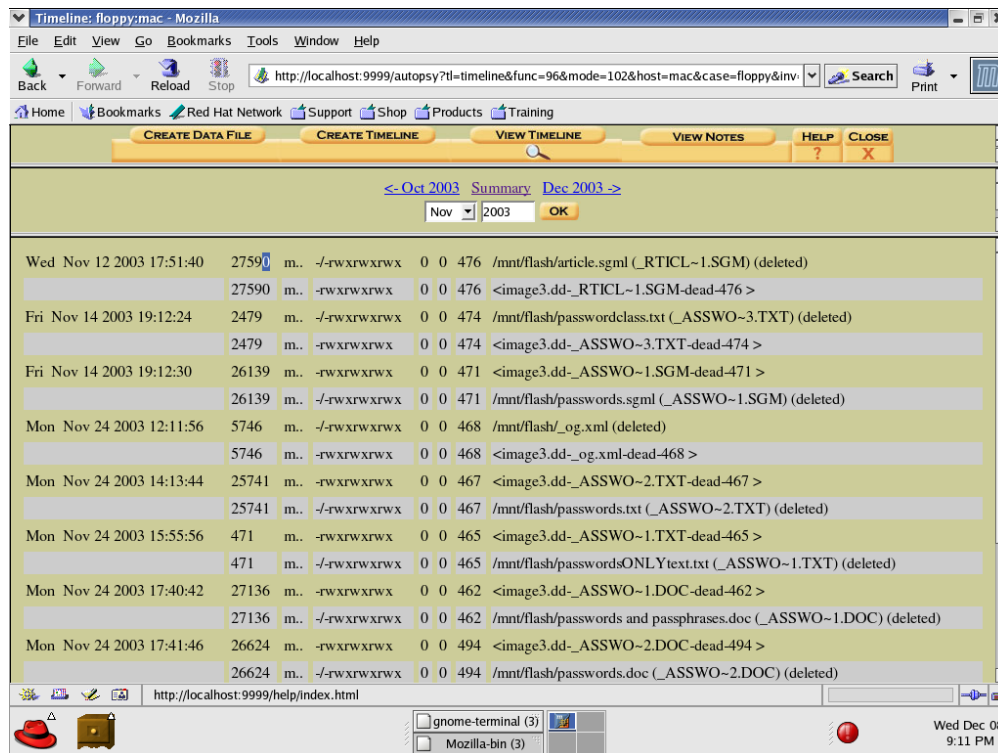 Timeline: floppy:mac - Mozilla
File Edit View Go Bookmarks Tools Window Help
Back Forward Reload Stop http://localhost:9999/autopsy?tl=timeline&func=96&mode=102&host=mac&case=floppy&inv Search Print
Home Bookmarks Red Hat Network Support Shop Products Training
CREATE DATA FILE CREATE TIMELINE VIEW TIMELINE VIEW NOTES HELP CLOSE
? X
<- Oct 2003 Summary Dec 2003 ->
Nov 2003 OK
Wed Nov 12 2003 17:51:40 27590 m.. -/-rwxrwxrwx 0 0 476 /mnt/flash/article.sgml (_RTICL~1.SGM) (deleted)
27590 m.. -rwxrwxrwx 0 0 476 <image3.dd-_RTICL~1.SGM-dead-476 >
Fri Nov 14 2003 19:12:24 2479 m.. -/-rwxrwxrwx 0 0 474 /mnt/flash/passwordclass.txt (_ASSWO~3.TXT) (deleted)
2479 m.. -rwxrwxrwx 0 0 474 <image3.dd-_ASSWO~3.TXT-dead-474 >
Fri Nov 14 2003 19:12:30 26139 m.. -rwxrwxrwx 0 0 471 <image3.dd-_ASSWO~1.SGM-dead-471 >
26139 m.. -/-rwxrwxrwx 0 0 471 /mnt/flash/passwords.sgml (_ASSWO~1.SGM) (deleted)
Mon Nov 24 2003 12:11:56 5746 m.. -/-rwxrwxrwx 0 0 468 /mnt/flash/_og.xml (deleted)
5746 m.. -rwxrwxrwx 0 0 468 <image3.dd-_og.xml-dead-468 >
Mon Nov 24 2003 14:13:44 25741 m.. -rwxrwxrwx 0 0 467 <image3.dd-_ASSWO~2.TXT-dead-467 >
25741 m.. -/-rwxrwxrwx 0 0 467 /mnt/flash/passwords.txt (_ASSWO~2.TXT) (deleted)
Mon Nov 24 2003 15:55:56 471 m.. -rwxrwxrwx 0 0 465 <image3.dd-_ASSWO~1.TXT-dead-465 >
471 m.. -/-rwxrwxrwx 0 0 465 /mnt/flash/passwordsONLYtext.txt (_ASSWO~1.TXT) (deleted)
Mon Nov 24 2003 17:40:42 27136 m.. -rwxrwxrwx 0 0 462 <image3.dd-_ASSWO~1.DOC-dead-462 >
27136 m.. -/-rwxrwxrwx 0 0 462 /mnt/flash/passwords and passphrases.doc (_ASSWO~1.DOC) (deleted)
Mon Nov 24 2003 17:41:46 26624 m.. -rwxrwxrwx 0 0 494 <image3.dd-_ASSWO~2.DOC-dead-494 >
26624 m.. -/-rwxrwxrwx 0 0 494 /mnt/flash/passwords.doc (_ASSWO~2.DOC) (deleted)
http://localhost:9999/help/index.html
gnome-terminal (3)
Mozilla-bin (3)
Wed Dec 0
9:11 PM